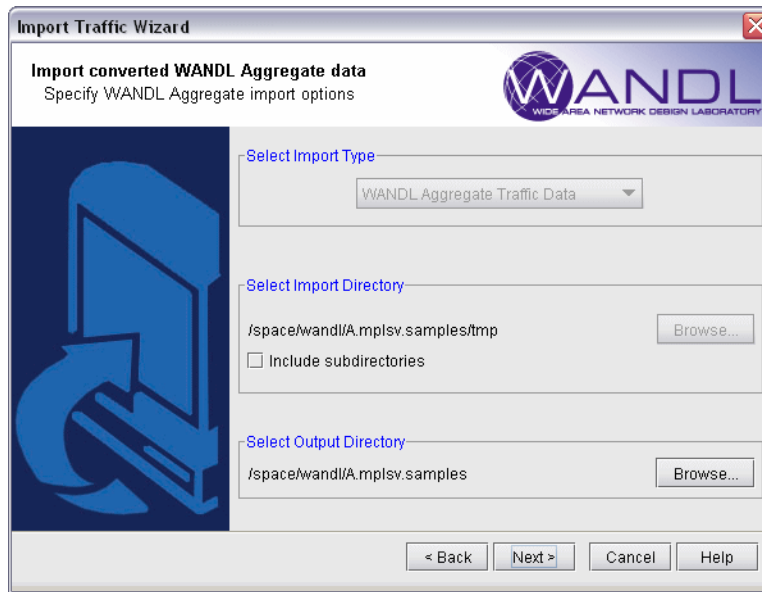 Import Traffic Wizard
Import converted WANDL Aggregate data
Specify WANDL Aggregate import options
WANDL
WIDE AREA NETWORK DESIGN LABORATORY
Select Import Type
WANDL Aggregate Traffic Data
Select Import Directory
/space/wandl/A.mplsv.samples/tmp
Browse...
Include subdirectories
Select Output Directory
/space/wandl/A.mplsv.samples
Browse...
< Back
Next >
Cancel
Help